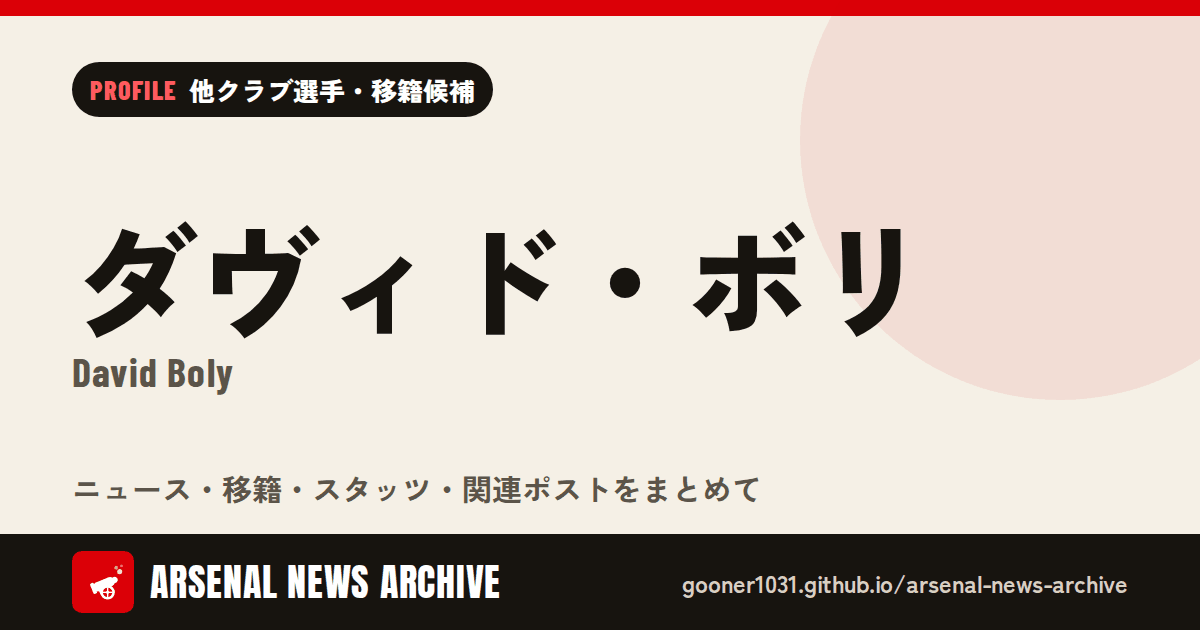 PROFILE 他クラブ選手・移籍候補
ダヴィド・ボリ
David Boly
ニュース・移籍・スタッツ・関連ポストをまとめて
ARSENAL NEWS ARCHIVE
gooner1031.github.io/arsenal-news-archive